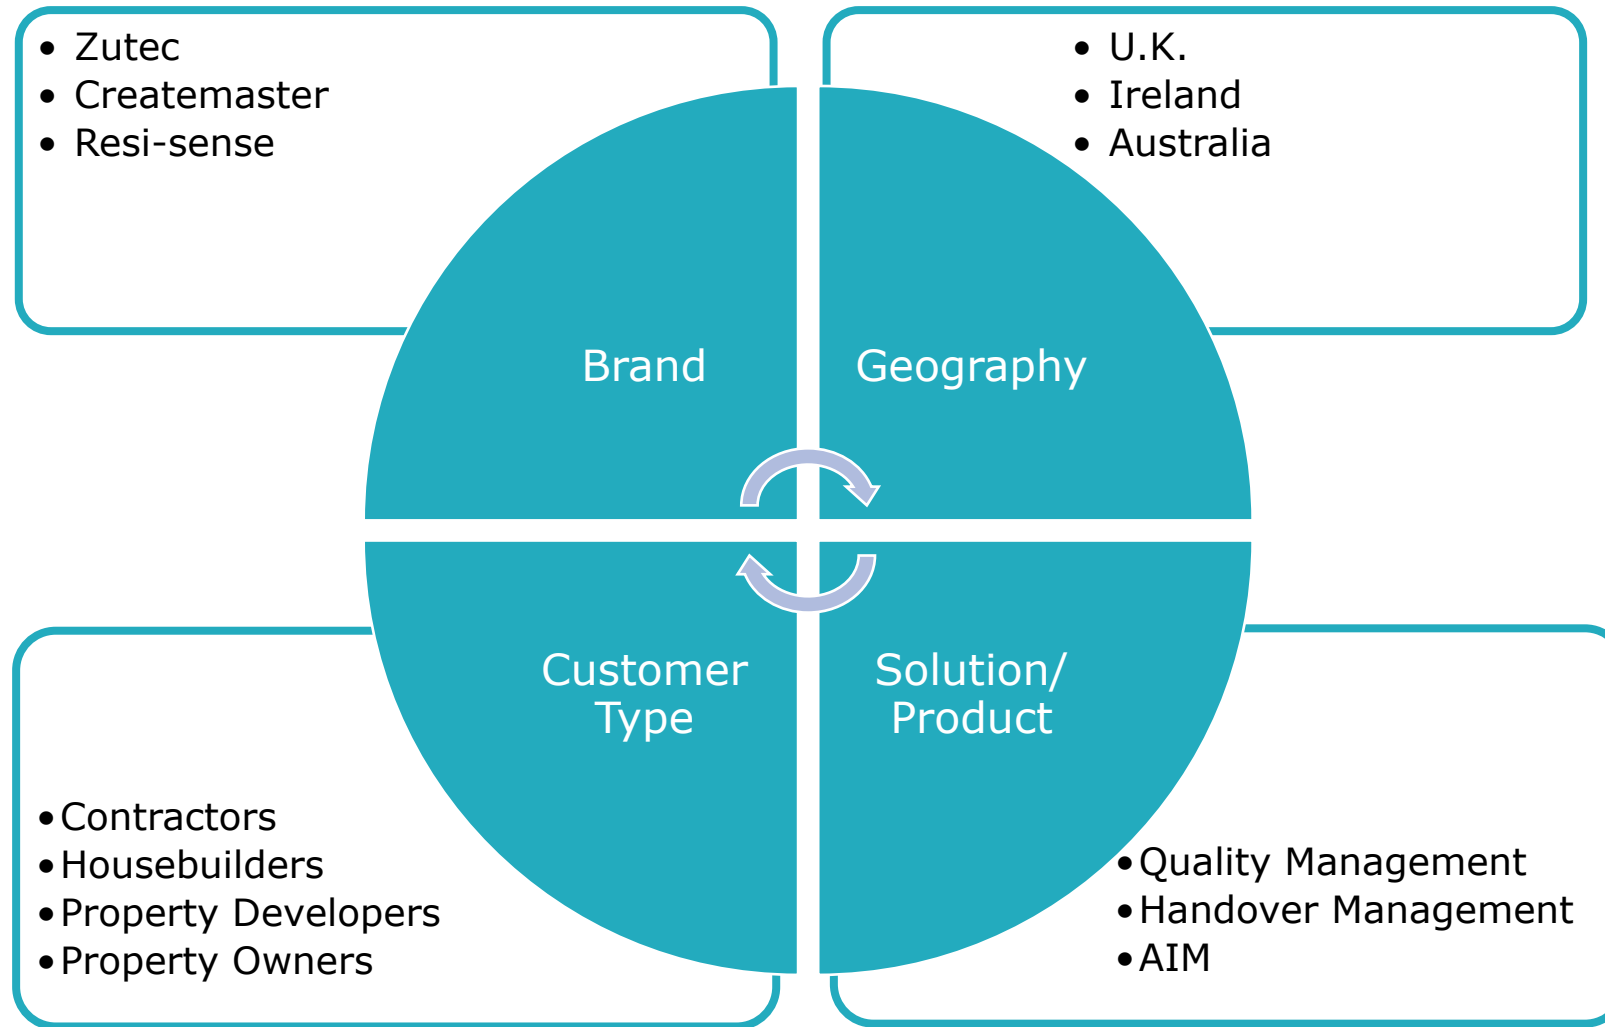 • Zutec
• Createmaster
• Resi-sense
• U.K.
• Ireland
• Australia
Brand
Geography
Customer
Type
Solution/
Product
• Contractors
• Housebuilders
• Property Developers
• Property Owners
• Quality Management
• Handover Management
• AIM